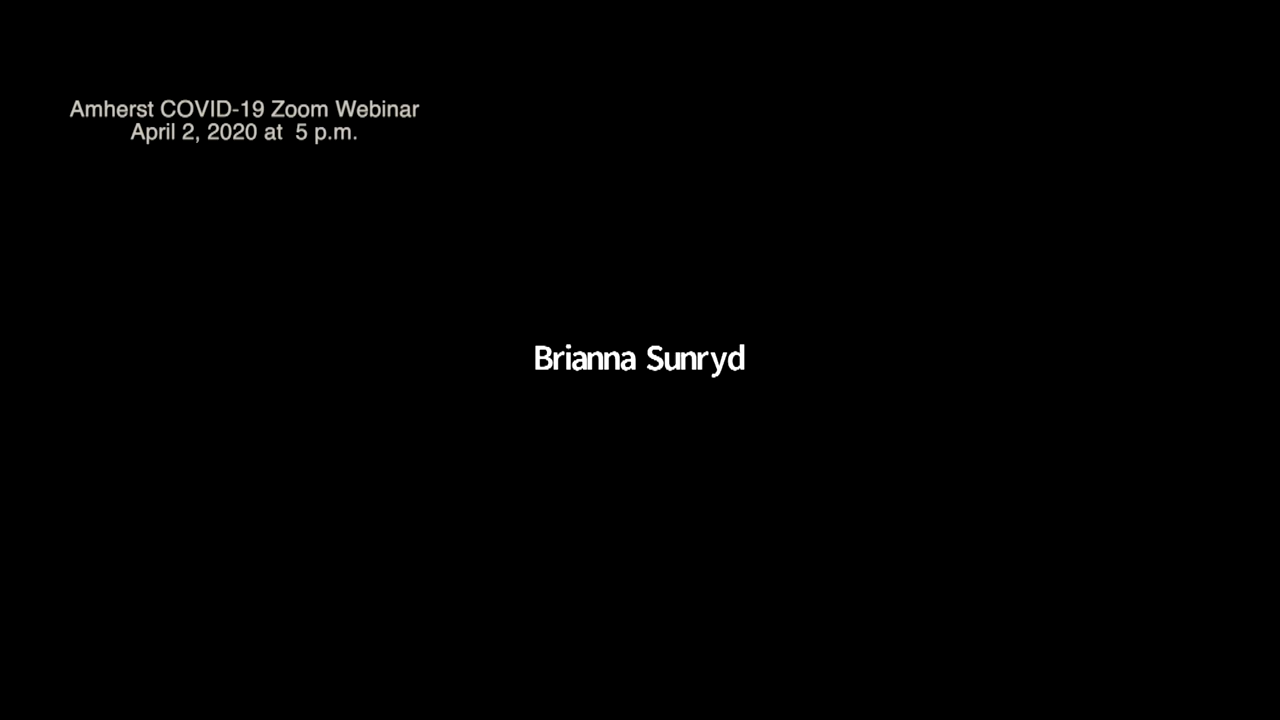 Amherst COVID-19 Zoom Webinar
April 2, 2020 at  5 p.m.
Brianna Sunryd